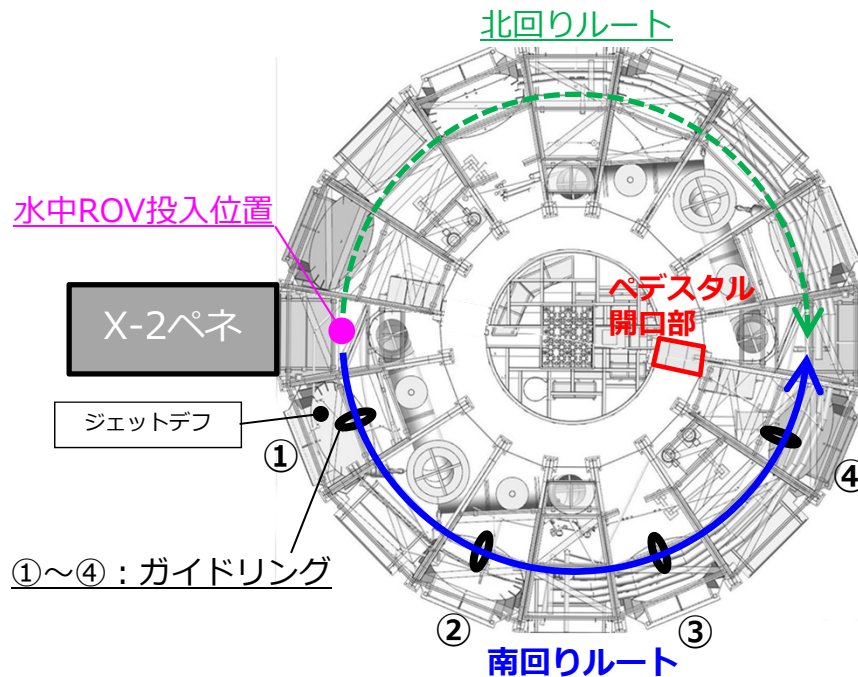 北回りルート
水中ROV投入位置
ペデスタル
開口部
X-2ペネ
ジェットデフ
①
④
①～④：ガイドリング
②
③
南回りルート